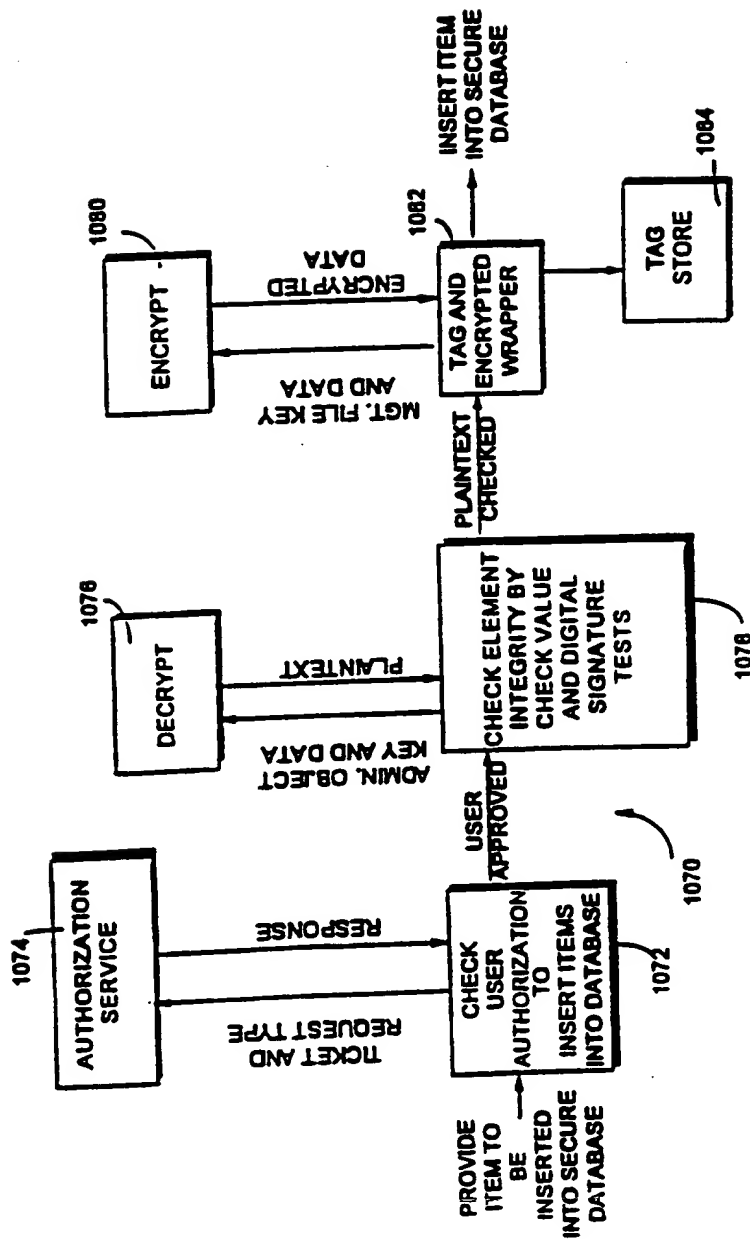 PROVIDE
ITEM TO
BE
INSERTED
INTO SECURE
DATABASE
CHECK
USER
AUTHORIZATION
TO
INSERT ITEMS
INTO DATABASE
1072
TICKET AND
REQUEST TYPE
RESPONSE
1074
AUTHORIZATION
SERVICE
1070
USER
APPROVED
CHECK ELEMENT
INTEGRITY BY
CHECK VALUE
AND DIGITAL
SIGNATURE
TESTS
1078
ADMIN. OBJECT
KEY AND DATA
PLAINTEXT
1076
DECRYPT
PLAINTEXT
CHECKED
TAG AND
ENCRYPTED
WRAPPER
1082
MGT. FILE KEY
AND DATA
ENCRYPTED
DATA
1080
ENCRYPT
INSERT ITEM
INTO SECURE
DATABASE
TAG
STORE
1084